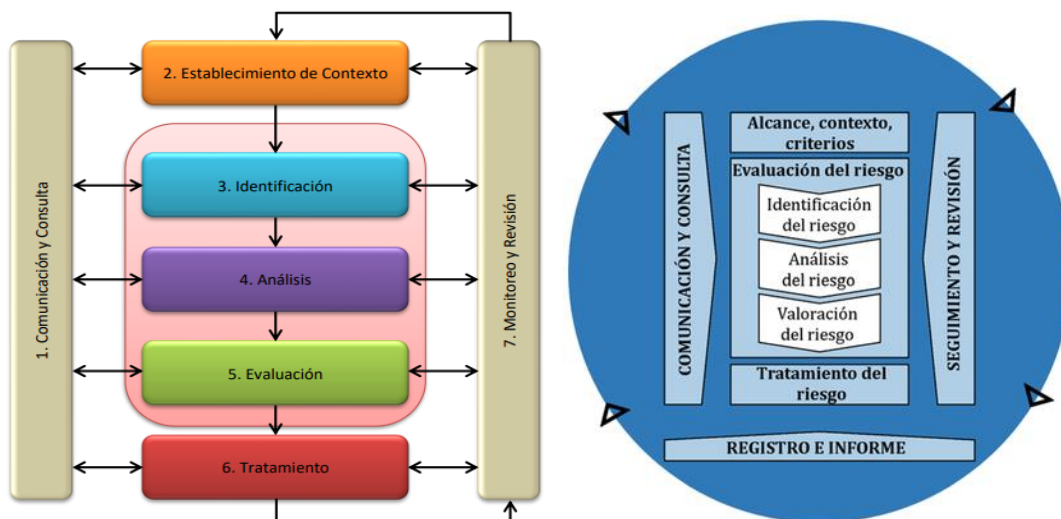 1. Comunicación y Consulta
2. Establecimiento de Contexto
3. Identificación
4. Análisis
5. Evaluación
6. Tratamiento
7. Monitoreo y Revisión
COMUNICACIÓN Y CONSULTA
Alcance, contexto,
criterios
Evaluación del riesgo
Identificación
del riesgo
Análisis
del riesgo
Valoración
del riesgo
Tratamiento del
riesgo
SEGUIMIENTO Y REVISIÓN
REGISTRO E INFORME